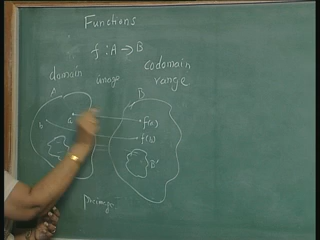 Functions
f : A → B
domain image codomain
range
A B
a f(a)
b f(b)
B'
Preimage